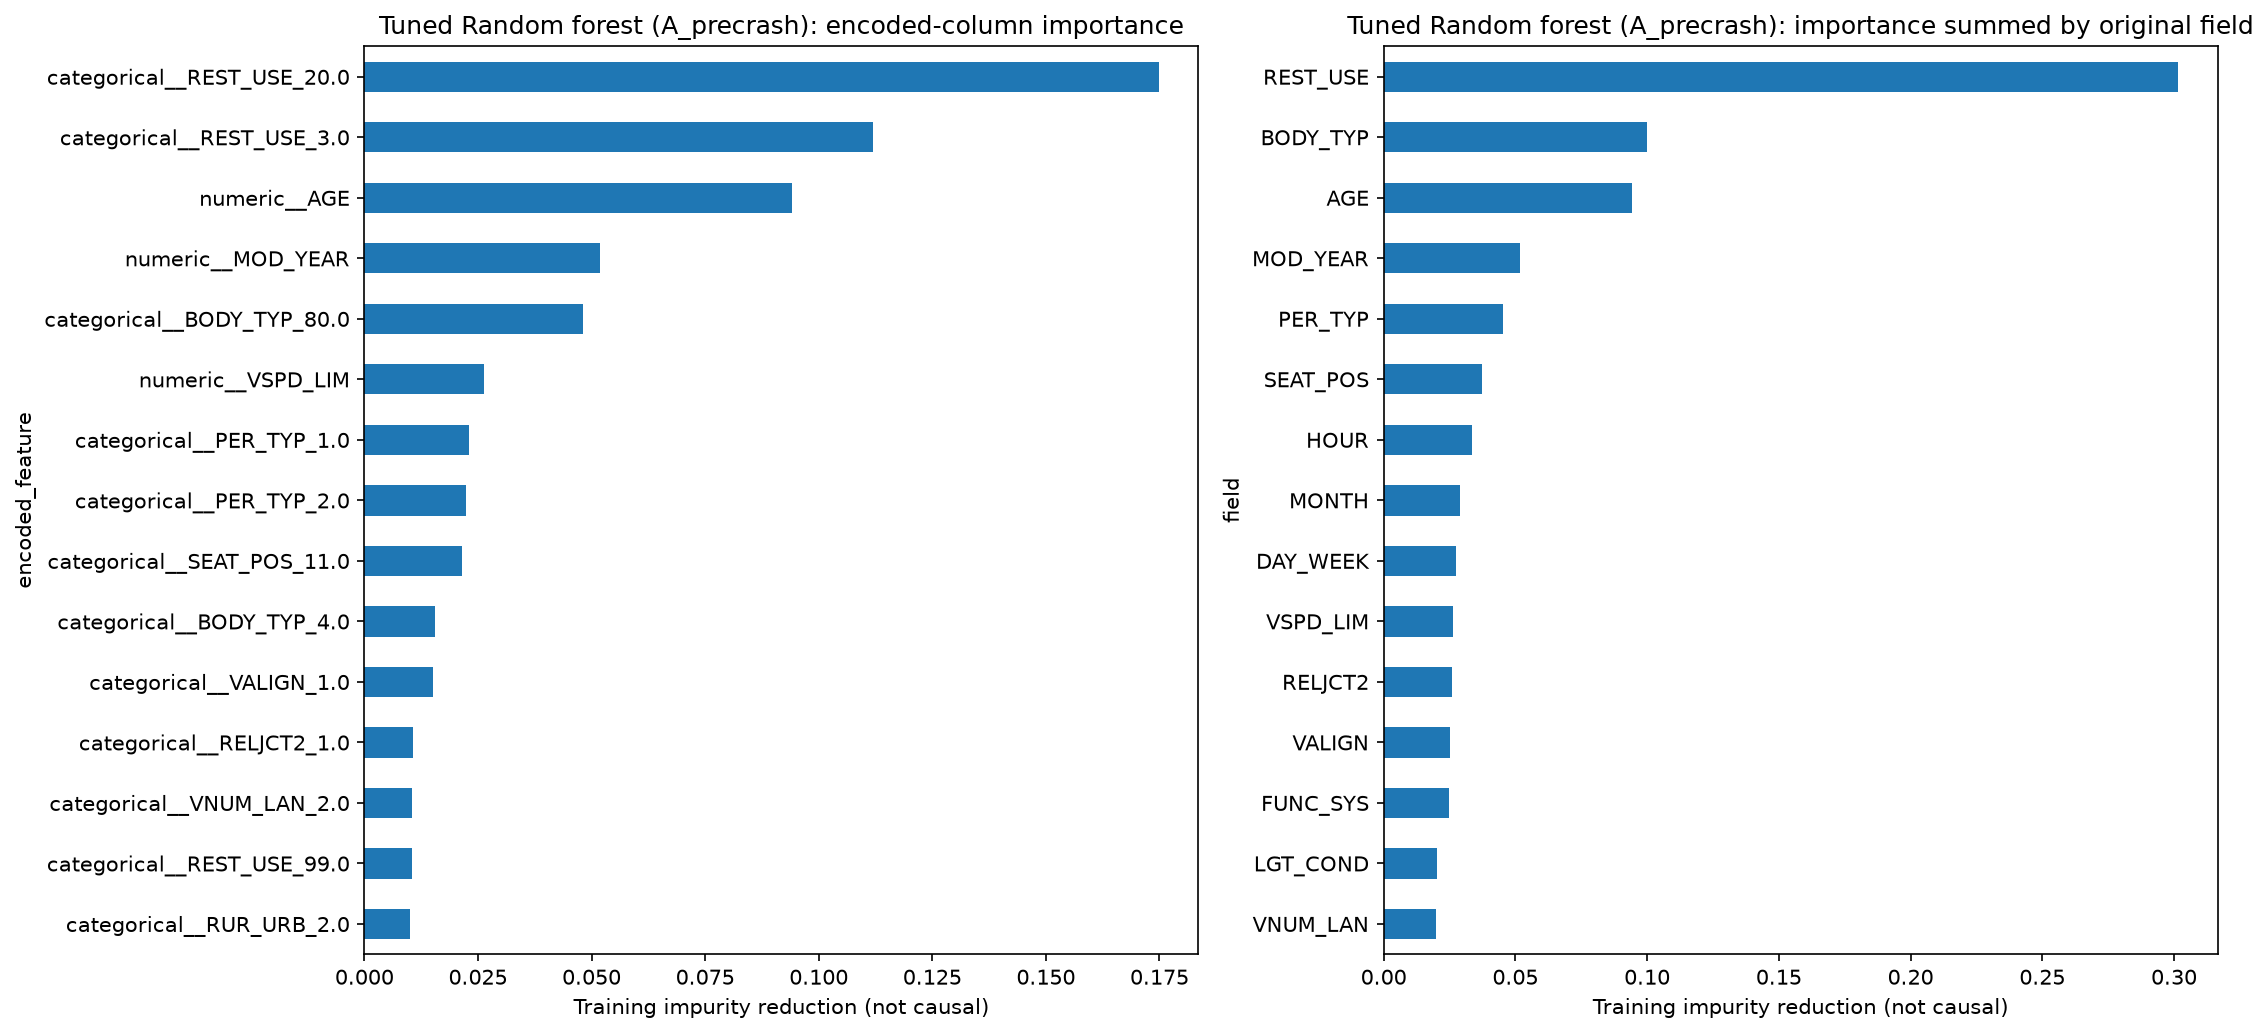 Tuned Random forest (A_precrash): encoded-column importance
encoded_feature
categorical__REST_USE_20.0
categorical__REST_USE_3.0
numeric__AGE
numeric__MOD_YEAR
categorical__BODY_TYP_80.0
numeric__VSPD_LIM
categorical__PER_TYP_1.0
categorical__PER_TYP_2.0
categorical__SEAT_POS_11.0
categorical__BODY_TYP_4.0
categorical__VALIGN_1.0
categorical__RELJCT2_1.0
categorical__VNUM_LAN_2.0
categorical__REST_USE_99.0
categorical__RUR_URB_2.0
0.000 0.025 0.050 0.075 0.100 0.125 0.150 0.175
Training impurity reduction (not causal)
Tuned Random forest (A_precrash): importance summed by original field
field
REST_USE
BODY_TYP
AGE
MOD_YEAR
PER_TYP
SEAT_POS
HOUR
MONTH
DAY_WEEK
VSPD_LIM
RELJCT2
VALIGN
FUNC_SYS
LGT_COND
VNUM_LAN
0.00 0.05 0.10 0.15 0.20 0.25 0.30
Training impurity reduction (not causal)